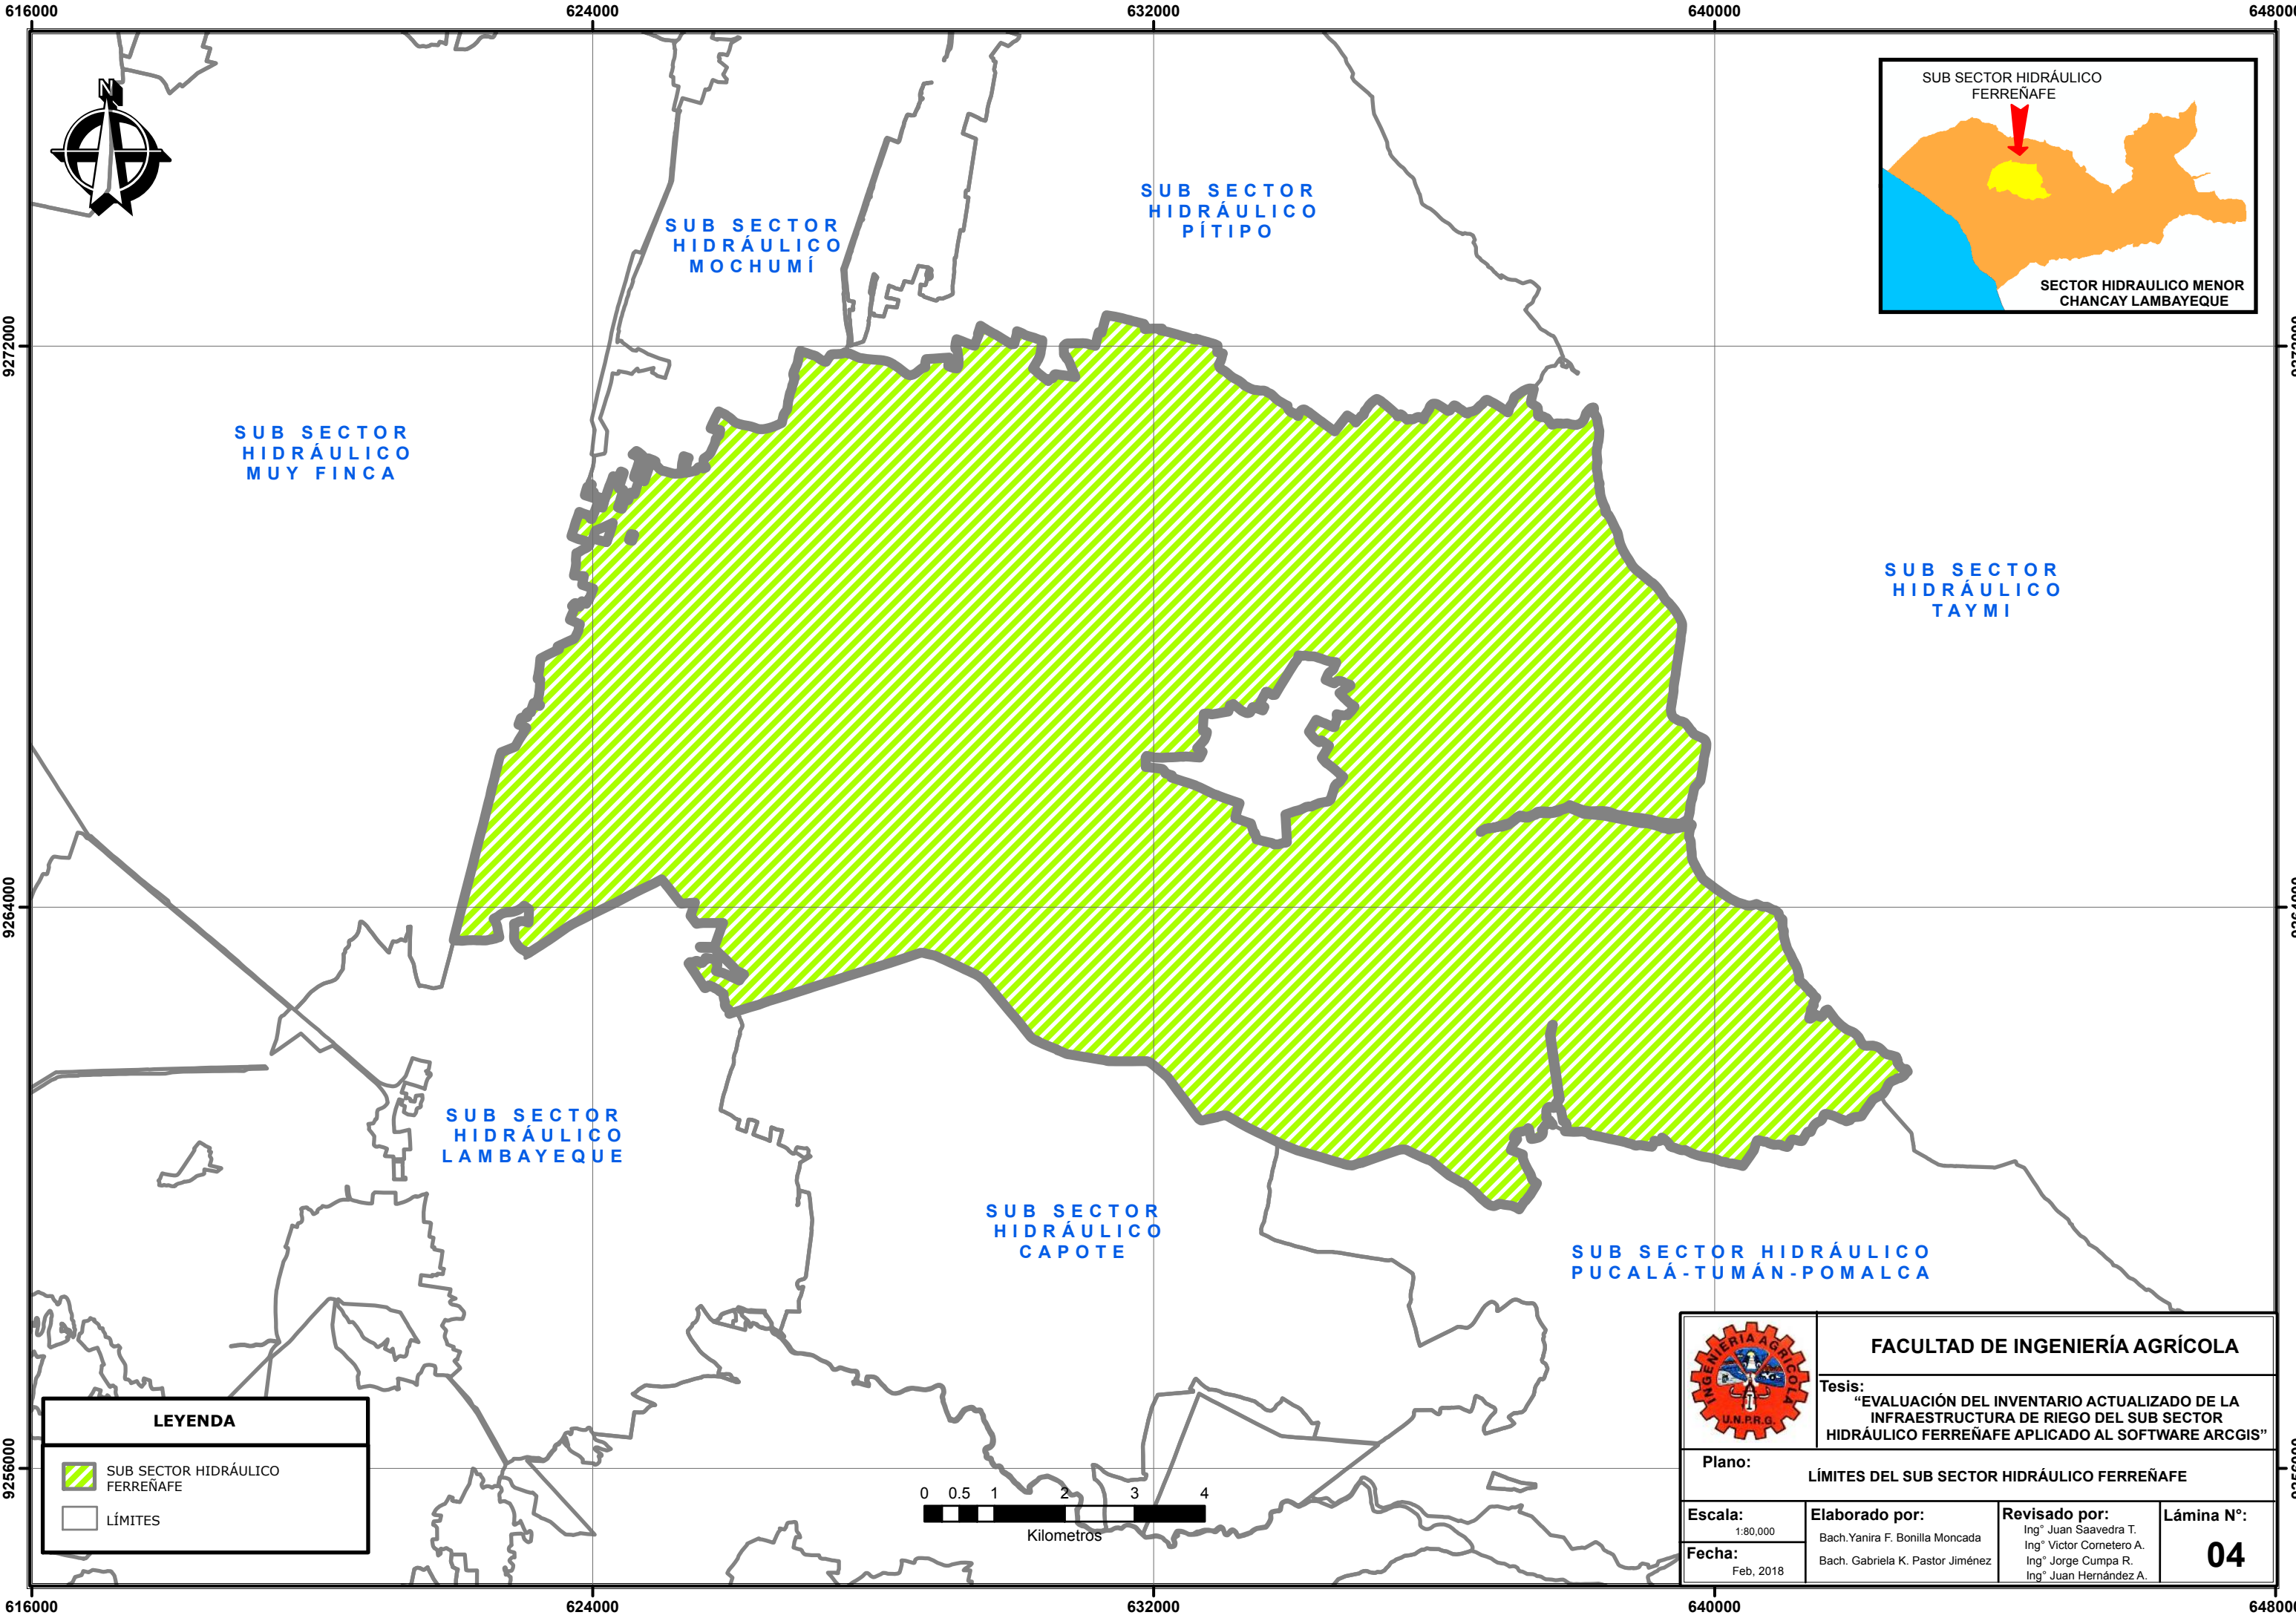 616000
624000
632000
640000
648000
N
SUB SECTOR HIDRÁULICO
FERREÑAFE
SECTOR HIDRAULICO MENOR
CHANCAY LAMBAYEQUE
SUB SECTOR
HIDRÁULICO
PÍTIPO
SUB SECTOR
HIDRÁULICO
MOCHUMÍ
9272000
9272000
SUB SECTOR
HIDRÁULICO
MUY FINCA
SUB SECTOR
HIDRÁULICO
TAYMI
9264000
9264000
SUB SECTOR
HIDRÁULICO
LAMBAYEQUE
SUB SECTOR
HIDRÁULICO
CAPOTE
SUB SECTOR HIDRÁULICO
PUCALÁ-TUMÁN-POMALCA
9256000
9256000
LEYENDA
SUB SECTOR HIDRÁULICO
FERREÑAFE
LÍMITES
0 0.5 1 2 3 4
Kilometros
INGENIERIA AGRICOLA
U.N.P.R.G.
FACULTAD DE INGENIERÍA AGRÍCOLA
Tesis:
“EVALUACIÓN DEL INVENTARIO ACTUALIZADO DE LA
INFRAESTRUCTURA DE RIEGO DEL SUB SECTOR
HIDRÁULICO FERREÑAFE APLICADO AL SOFTWARE ARCGIS”
Plano:
LÍMITES DEL SUB SECTOR HIDRÁULICO FERREÑAFE
Escala:
1:80,000
Fecha:
Feb, 2018
Elaborado por:
Bach.Yanira F. Bonilla Moncada
Bach. Gabriela K. Pastor Jiménez
Revisado por:
Ing° Juan Saavedra T.
Ing° Victor Cornetero A.
Ing° Jorge Cumpa R.
Ing° Juan Hernández A.
Lámina N°:
04
616000
624000
632000
640000
648000